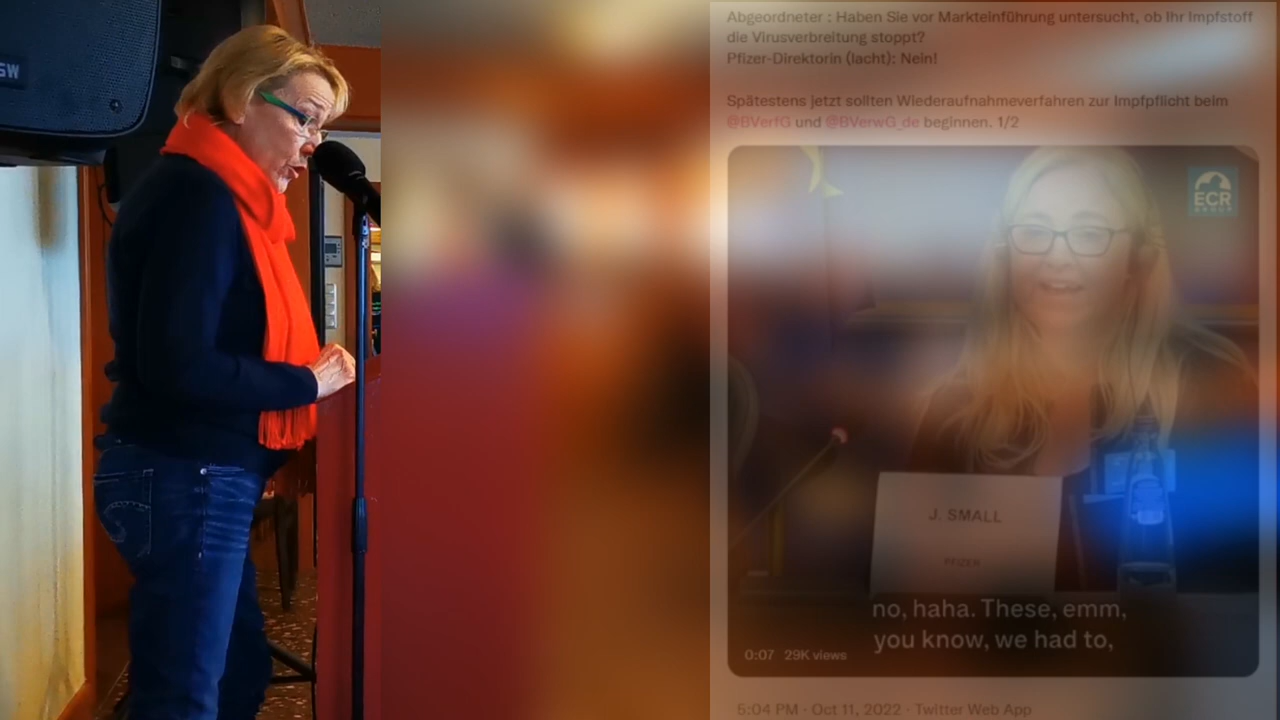 SW
Abgeordneter : Haben Sie vor Markteinführung untersucht, ob Ihr Impfstoff
die Virusverbreitung stoppt?
Pfizer-Direktorin (lacht): Nein!
Spätestens jetzt sollten Wiederaufnahmeverfahren zur Impfpflicht beim
@BVerfG und @BVerwG_de beginnen. 1/2
ECR
GROUP
J. SMALL
PFIZER
no, haha. These, emm,
you know, we had to,
0:07 29K views
5:04 PM · Oct 11, 2022 · Twitter Web App